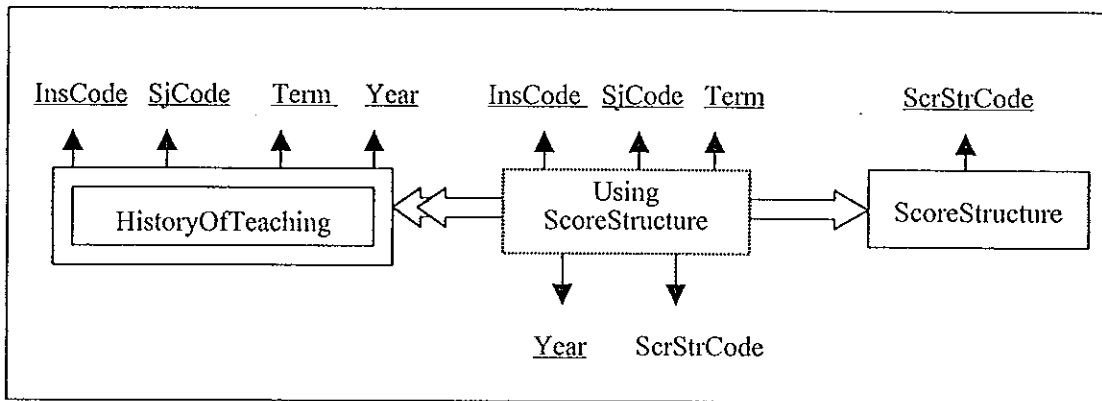 InsCode SjCode Term Year InsCode SjCode Term ScrStrCode
HistoryOfTeaching
Using
ScoreStructure
ScoreStructure
Year ScrStrCode